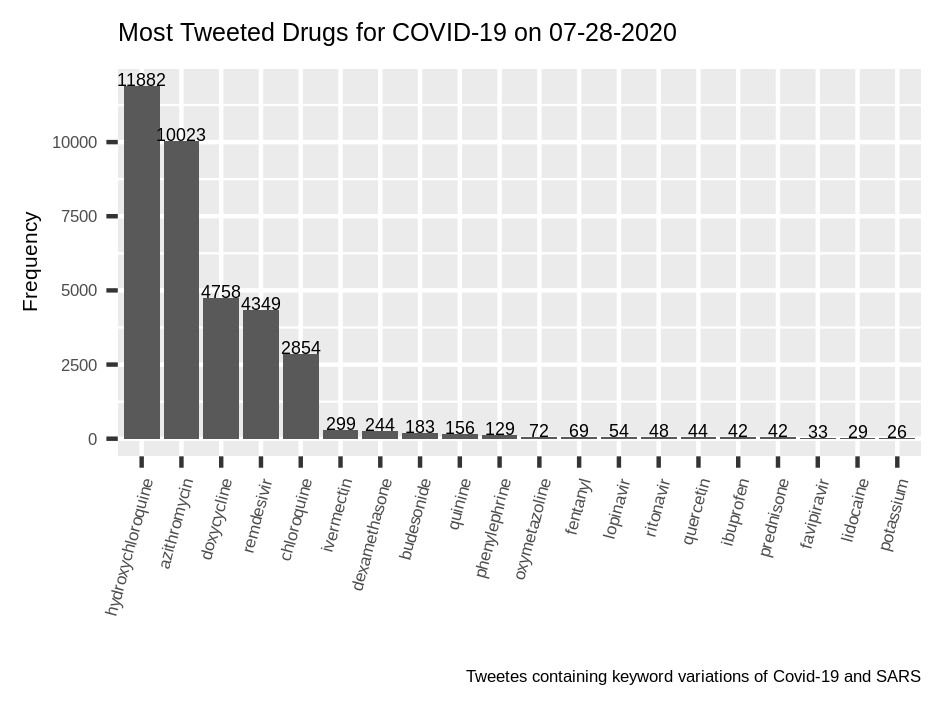 Most Tweeted Drugs for COVID-19 on 07-28-2020
Frequency
10000
7500
5000
2500
0
11882
10023
4758
4349
2854
299
244
183
156
129
72
69
54
48
44
42
42
33
29
26
hydroxychloroquine
azithromycin
doxycycline
remdesivir
chloroquine
ivermectin
dexamethasone
budesonide
quinine
phenylephrine
oxymetazoline
fentanyl
lopinavir
ritonavir
quercetin
ibuprofen
prednisone
favipiravir
lidocaine
potassium
Tweetes containing keyword variations of Covid-19 and SARS